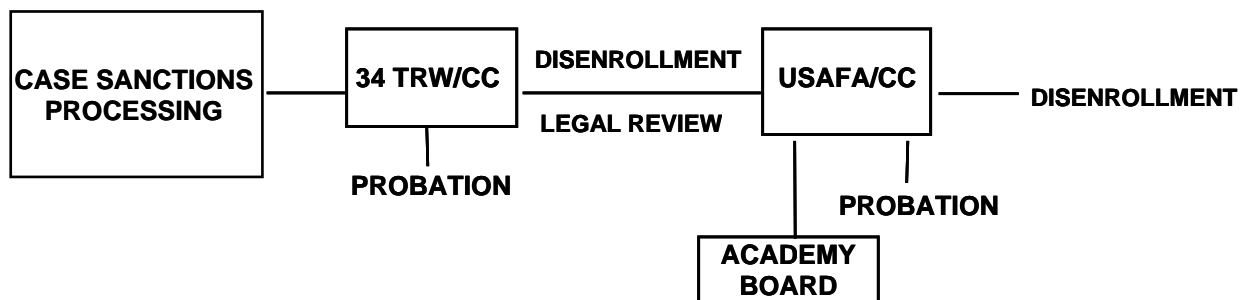 CASE SANCTIONS
PROCESSING
34 TRW/CC
PROBATION
DISENROLLMENT
LEGAL REVIEW
USAFA/CC
DISENROLLMENT
PROBATION
ACADEMY
BOARD